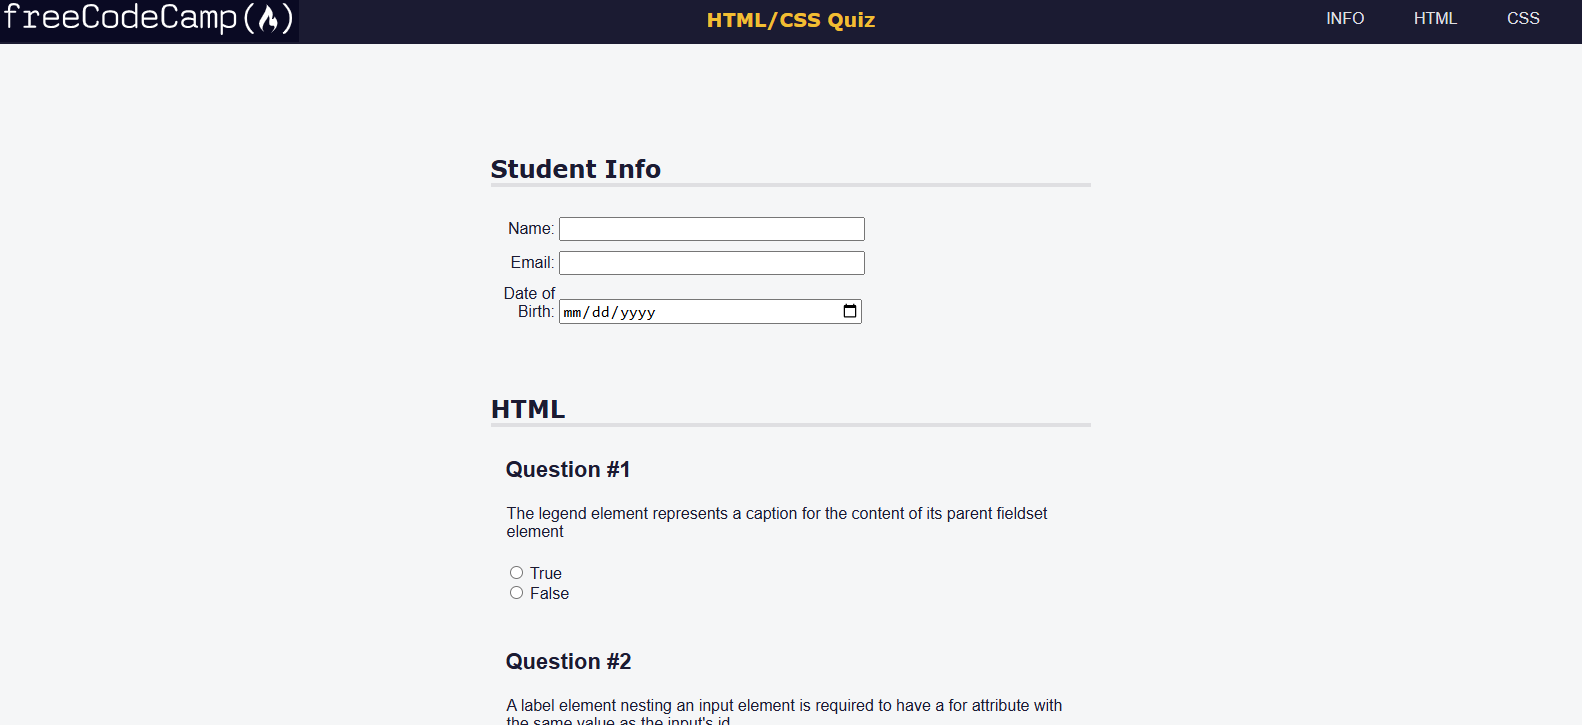 freeCodeCamp
HTML/CSS Quiz
INFO
HTML
CSS
Student Info
Name:
Email:
Date of
Birth:
mm/dd/yyyy
HTML
Question #1
The legend element represents a caption for the content of its parent fieldset
element
True
False
Question #2
A label element nesting an input element is required to have a for attribute with
the same value as the input's id